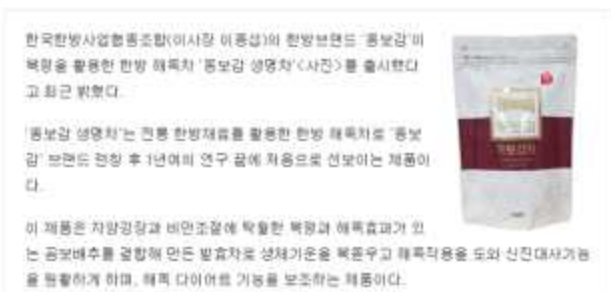 한국한방사업협동조합(이사장 이종섭)의 한방브랜드 '동보감'이
복령을 활용한 한방 해독차 '동보감 생명차'<사진>를 출시했다
고 최근 밝혔다.
'동보감 생명차'는 전통 한방재료를 활용한 한방 해독차로 '동보
감' 브랜드 런칭 후 1년여의 연구 끝에 처음으로 선보이는 제품이
다.
이 제품은 자양강장과 비만조절에 탁월한 복령과 해독효과가 있
는 곰보배추를 결합해 만든 발효차로 생체기운을 북돋우고 해독작용을 도와 신진대사기능
을 원활하게 하며, 해독 다이어트 기능을 보조하는 제품이다.